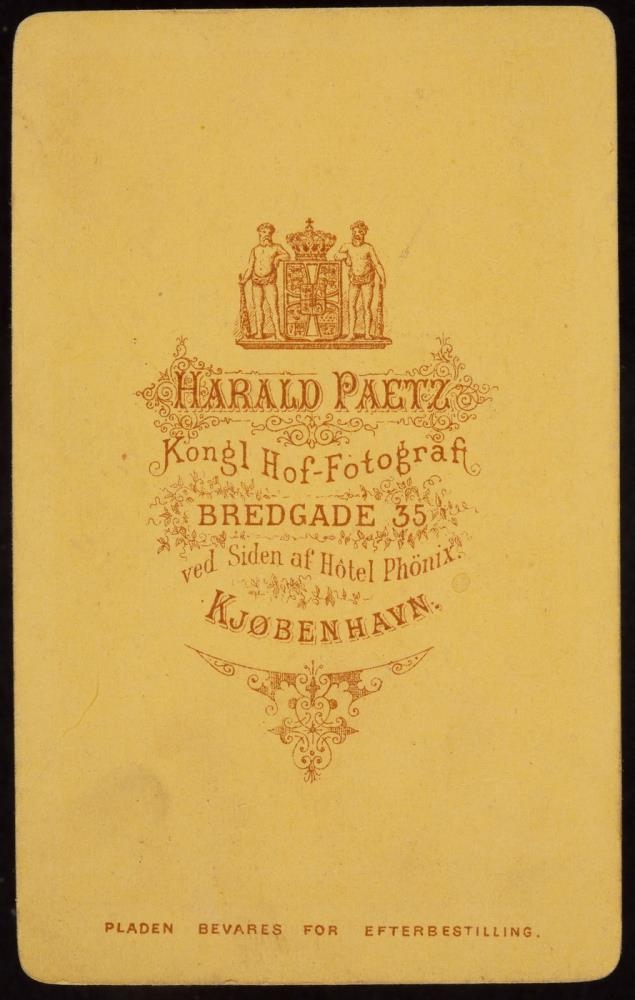 HARALD PAETZ
Kongl Hof-Fotograf
BREDGADE 35
ved Siden af Hôtel Phönix.
KJØBENHAVN.
PLADEN BEVARES FOR EFTERBESTILLING.